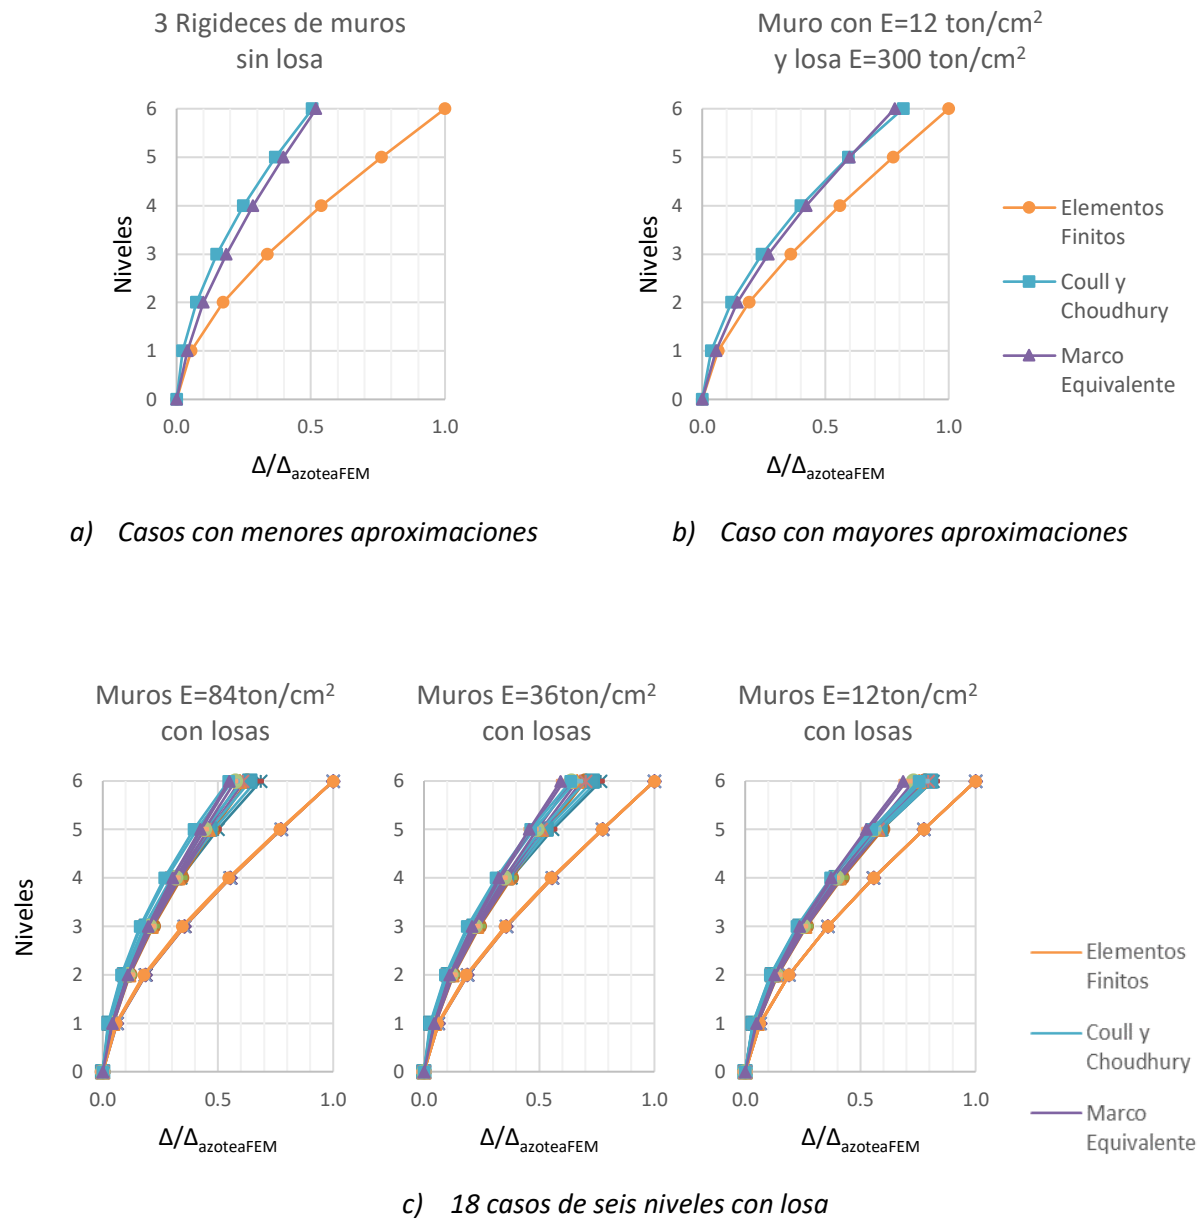 3 Rigideces de muros
sin losa
6
5
4
3
2
1
0
Niveles
0.0
0.5
1.0
Δ/Δazotea​FEM
a) Casos con menores aproximaciones
Muro con E=12 ton/cm²
y losa E=300 ton/cm²
6
5
4
3
2
1
0
Niveles
0.0
0.5
1.0
Δ/ΔazoteaFEM
b) Caso con mayores aproximaciones
Elementos
Finitos
Coull y
Choudhury
Marco
Equivalente
Muros E=84ton/cm²
con losas
6
5
4
3
2
1
0
Niveles
0.0
0.5
1.0
Δ/ΔazoteaFEM
Muros E=36ton/cm²
con losas
6
5
4
3
2
1
0
0.0
0.5
1.0
Δ/ΔazoteaFEM
Muros E=12ton/cm²
con losas
6
5
4
3
2
1
0
0.0
0.5
1.0
Δ/ΔazoteaFEM
Elementos
Finitos
Coull y
Choudhury
Marco
Equivalente
c) 18 casos de seis niveles con losa